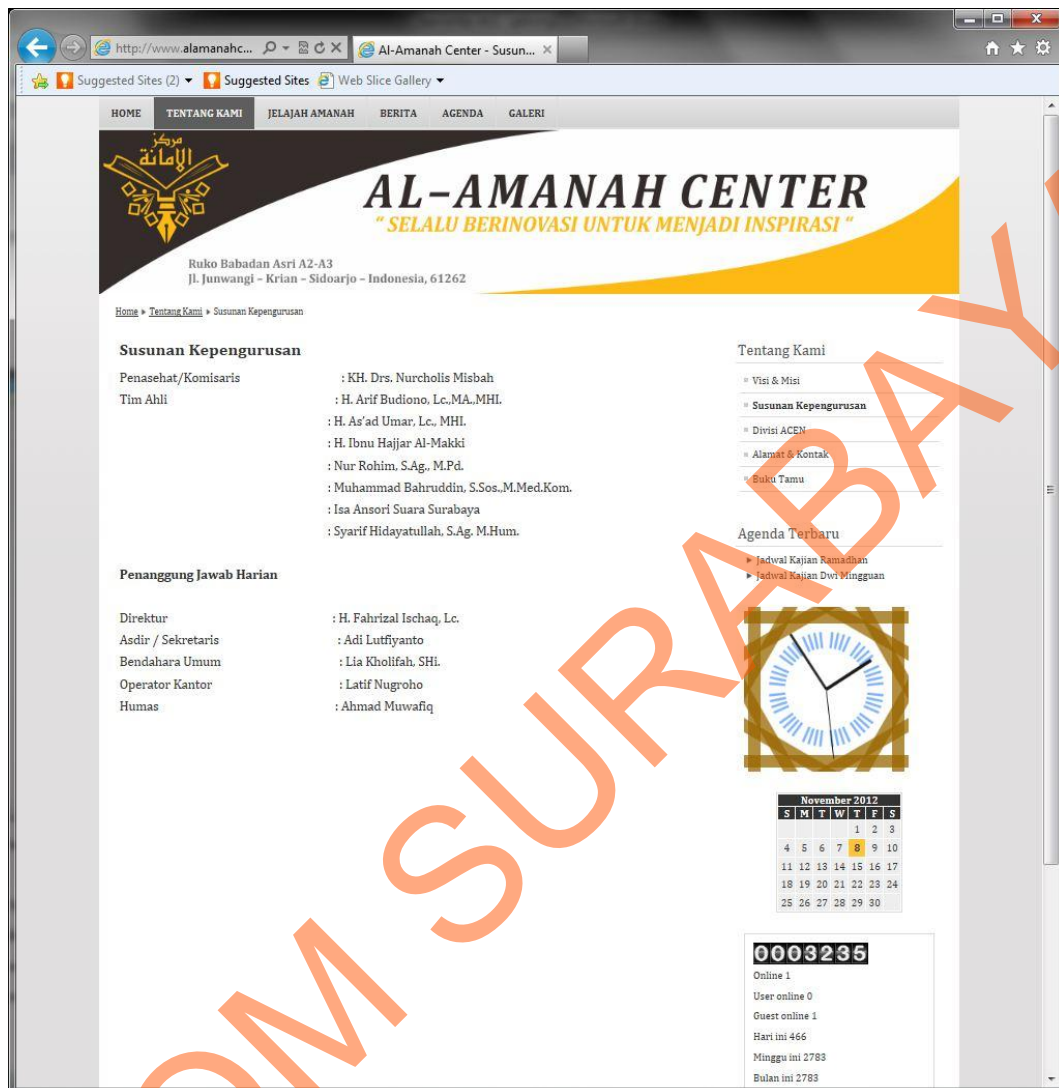 http://www.alamanahc...
Al-Amanah Center - Susun...
Suggested Sites (2)
Suggested Sites
Web Slice Gallery
HOME TENTANG KAMI JELAJAH AMANAH BERITA AGENDA GALERI
مركز
الإمانة
AL-AMANAH CENTER
“ SELALU BERINOVASI UNTUK MENJADI INSPIRASI “
Ruko Babadan Asri A2-A3
Jl. Junwangi – Krian – Sidoarjo – Indonesia, 61262
Home ▸ Tentang Kami ▸ Susunan Kepengurusan
Susunan Kepengurusan
Penasehat/Komisaris : KH. Drs. Nurcholis Misbah
Tim Ahli : H. Arif Budiono, Lc.,MA.,MHI.
: H. As'ad Umar, Lc., MHI.
: H. Ibnu Hajjar Al-Makki
: Nur Rohim, S.Ag., M.Pd.
: Muhammad Bahruddin, S.Sos.,M.Med.Kom.
: Isa Ansori Suara Surabaya
: Syarif Hidayatullah, S.Ag. M.Hum.
Penanggung Jawab Harian
Direktur : H. Fahrizal Ischaq, Lc.
Asdir / Sekretaris : Adi Lutfiyanto
Bendahara Umum : Lia Kholifah, SHi.
Operator Kantor : Latif Nugroho
Humas : Ahmad Muwafiq
Tentang Kami
Visi & Misi
Susunan Kepengurusan
Divisi ACEN
Alamat & Kontak
Buku Tamu
Agenda Terbaru
Jadwal Kajian Ramadhan
Jadwal Kajian Dwi Mingguan
November 2012
S M T W T F S
1 2 3
4 5 6 7 8 9 10
11 12 13 14 15 16 17
18 19 20 21 22 23 24
25 26 27 28 29 30
0003235
Online 1
User online 0
Guest online 1
Hari ini 466
Minggu ini 2783
Bulan ini 2783
OM SURABAY